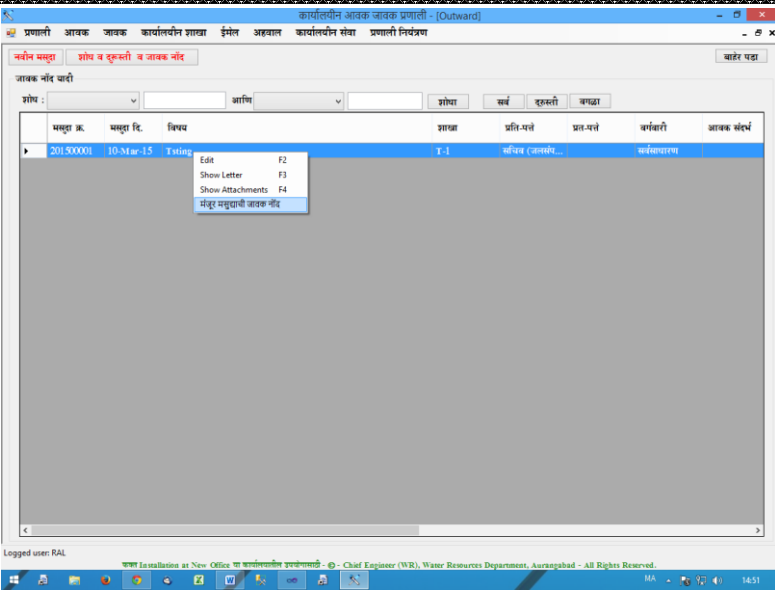 कार्यालयीन आवक जावक प्रणाली - [Outward]
प्रणाली आवक जावक कार्यालयीन शाखा ईमेल अहवाल कार्यालयीन सेवा प्रणाली नियंत्रण
नवीन मसुदा शोध व दुरूस्ती व जावक नोंद बाहेर पडा
जावक नोंद यादी
शोध : आणि शोधा सर्व दुरुस्ती वगळा
मसुदा क्र. मसुदा दि. विषय शाखा प्रति-पत्ते प्रत-पत्ते वर्गवारी आवक संदर्भ
201500001 10-Mar-15 Tsting T-1 सचिव (जलसंप... सर्वसाधारण
Edit F2
Show Letter F3
Show Attachments F4
मंजूर मसुद्याची जावक नोंद
Logged user: RAL
फक्त Installation at New Office या कार्यालयातील उपयोगासाठी - © - Chief Engineer (WR), Water Resources Department, Aurangabad - All Rights Reserved.
MA 14:51